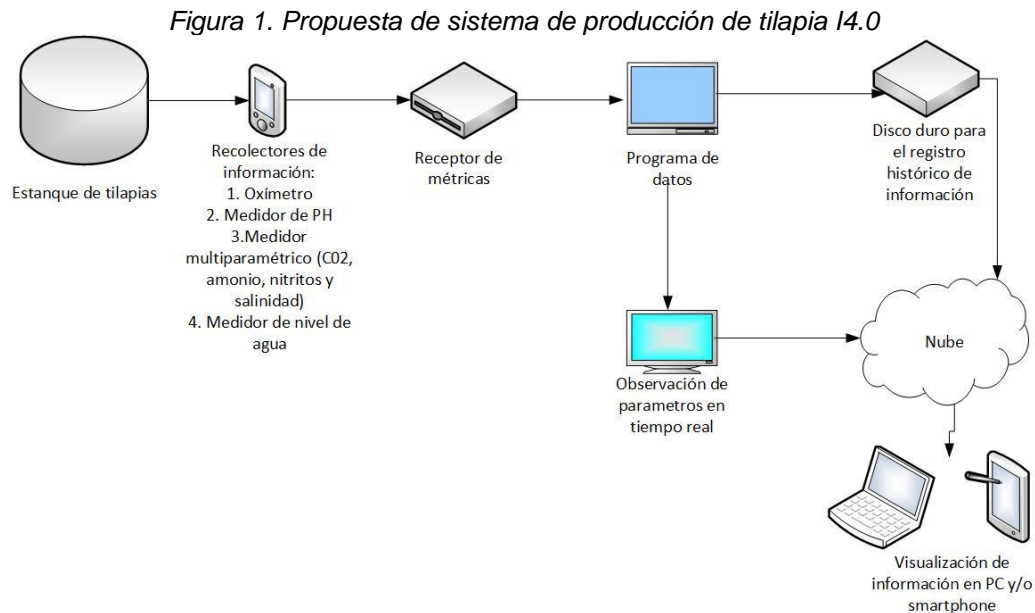 Figura 1. Propuesta de sistema de producción de tilapia I4.0
Estanque de tilapias
Recolectores de
información:
1. Oxímetro
2. Medidor de PH
3.Medidor
multiparamétrico (C02,
amonio, nitritos y
salinidad)
4. Medidor de nivel de
agua
Receptor de
métricas
Programa de
datos
Disco duro para
el registro
histórico de
información
Observación de
parametros en
tiempo real
Nube
Visualización de
información en PC y/o
smartphone